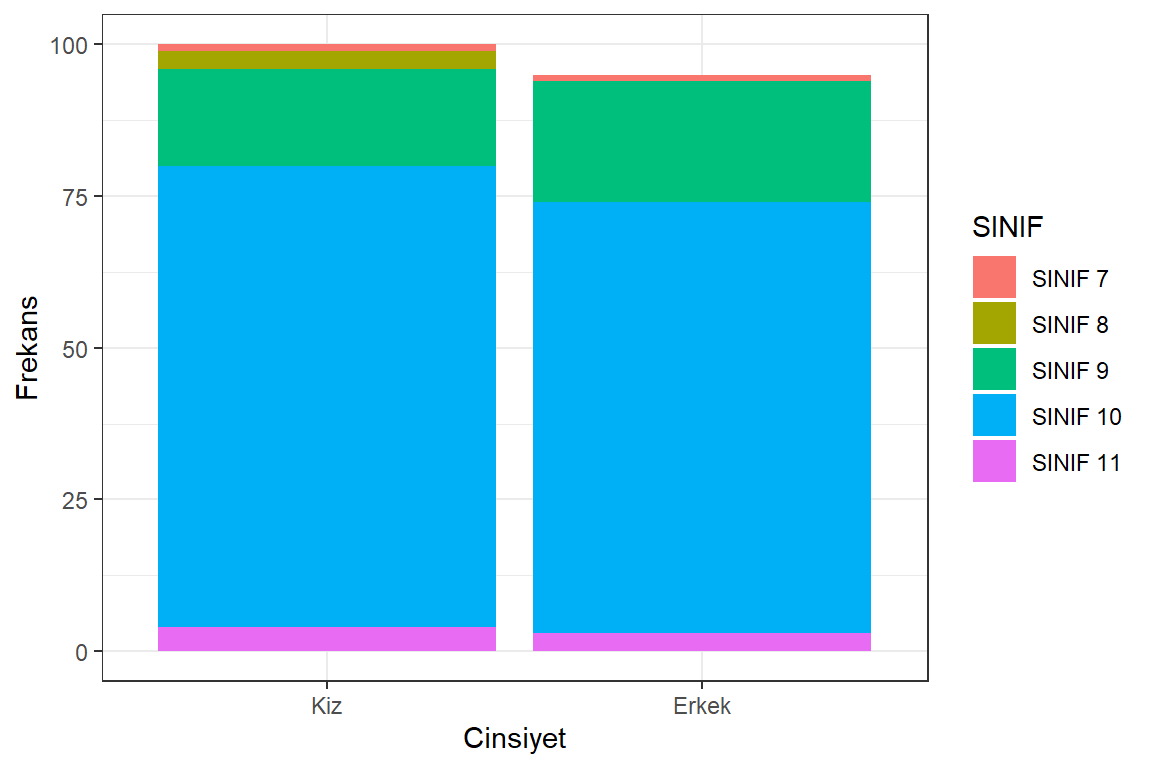 100
75
50
25
0
Frekans
Kiz
Erkek
Cinsiyet
SINIF
SINIF 7
SINIF 8
SINIF 9
SINIF 10
SINIF 11